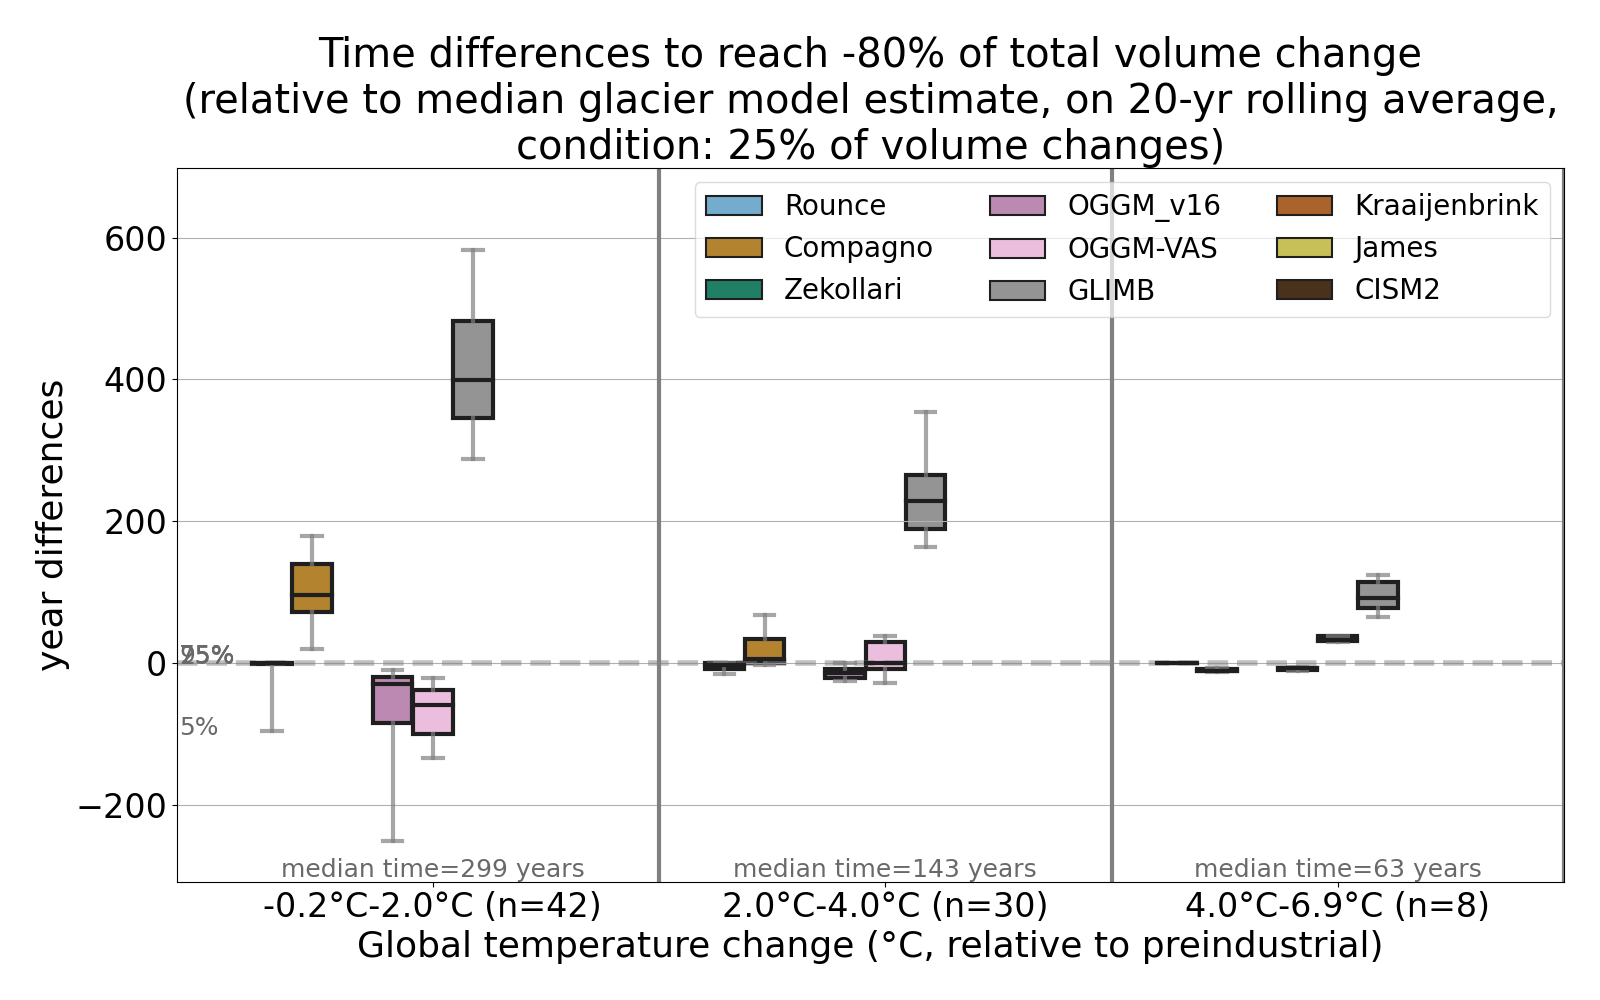 Time differences to reach -80% of total volume change
(relative to median glacier model estimate, on 20-yr rolling average,
condition: 25% of volume changes)
Rounce
OGGM_v16
Kraaijenbrink
Compagno
OGGM-VAS
James
Zekollari
GLIMB
CISM2
year differences
600
400
200
0
−200
5%
median time=299 years
median time=143 years
median time=63 years
-0.2°C-2.0°C (n=42)
2.0°C-4.0°C (n=30)
4.0°C-6.9°C (n=8)
Global temperature change (°C, relative to preindustrial)